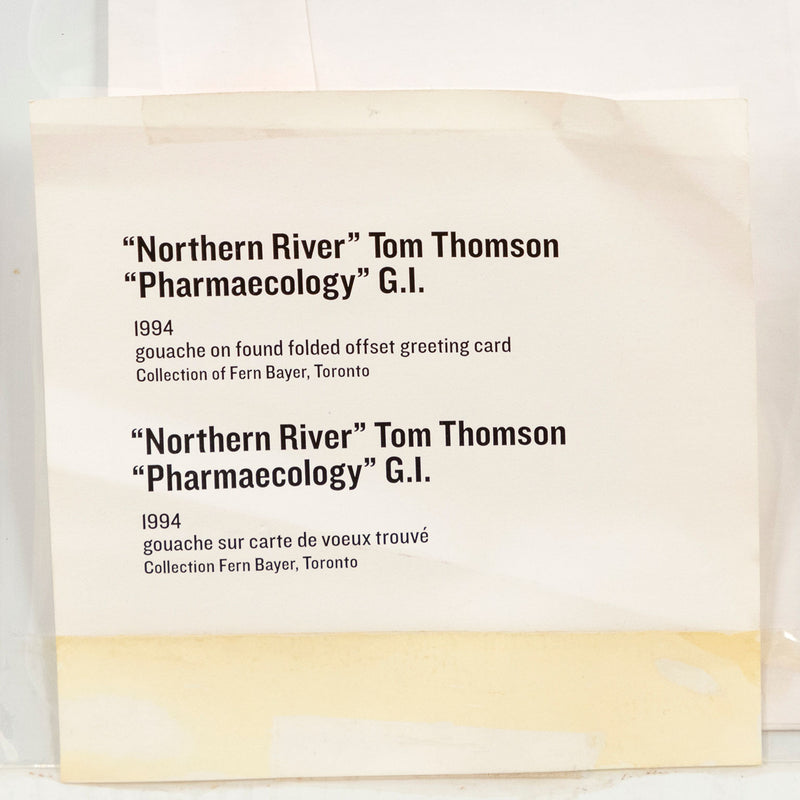 “Northern River” Tom Thomson
“Pharmaecology” G.I.
1994
gouache on found folded offset greeting card
Collection of Fern Bayer, Toronto
“Northern River” Tom Thomson
“Pharmaecology” G.I.
1994
gouache sur carte de voeux trouvé
Collection Fern Bayer, Toronto